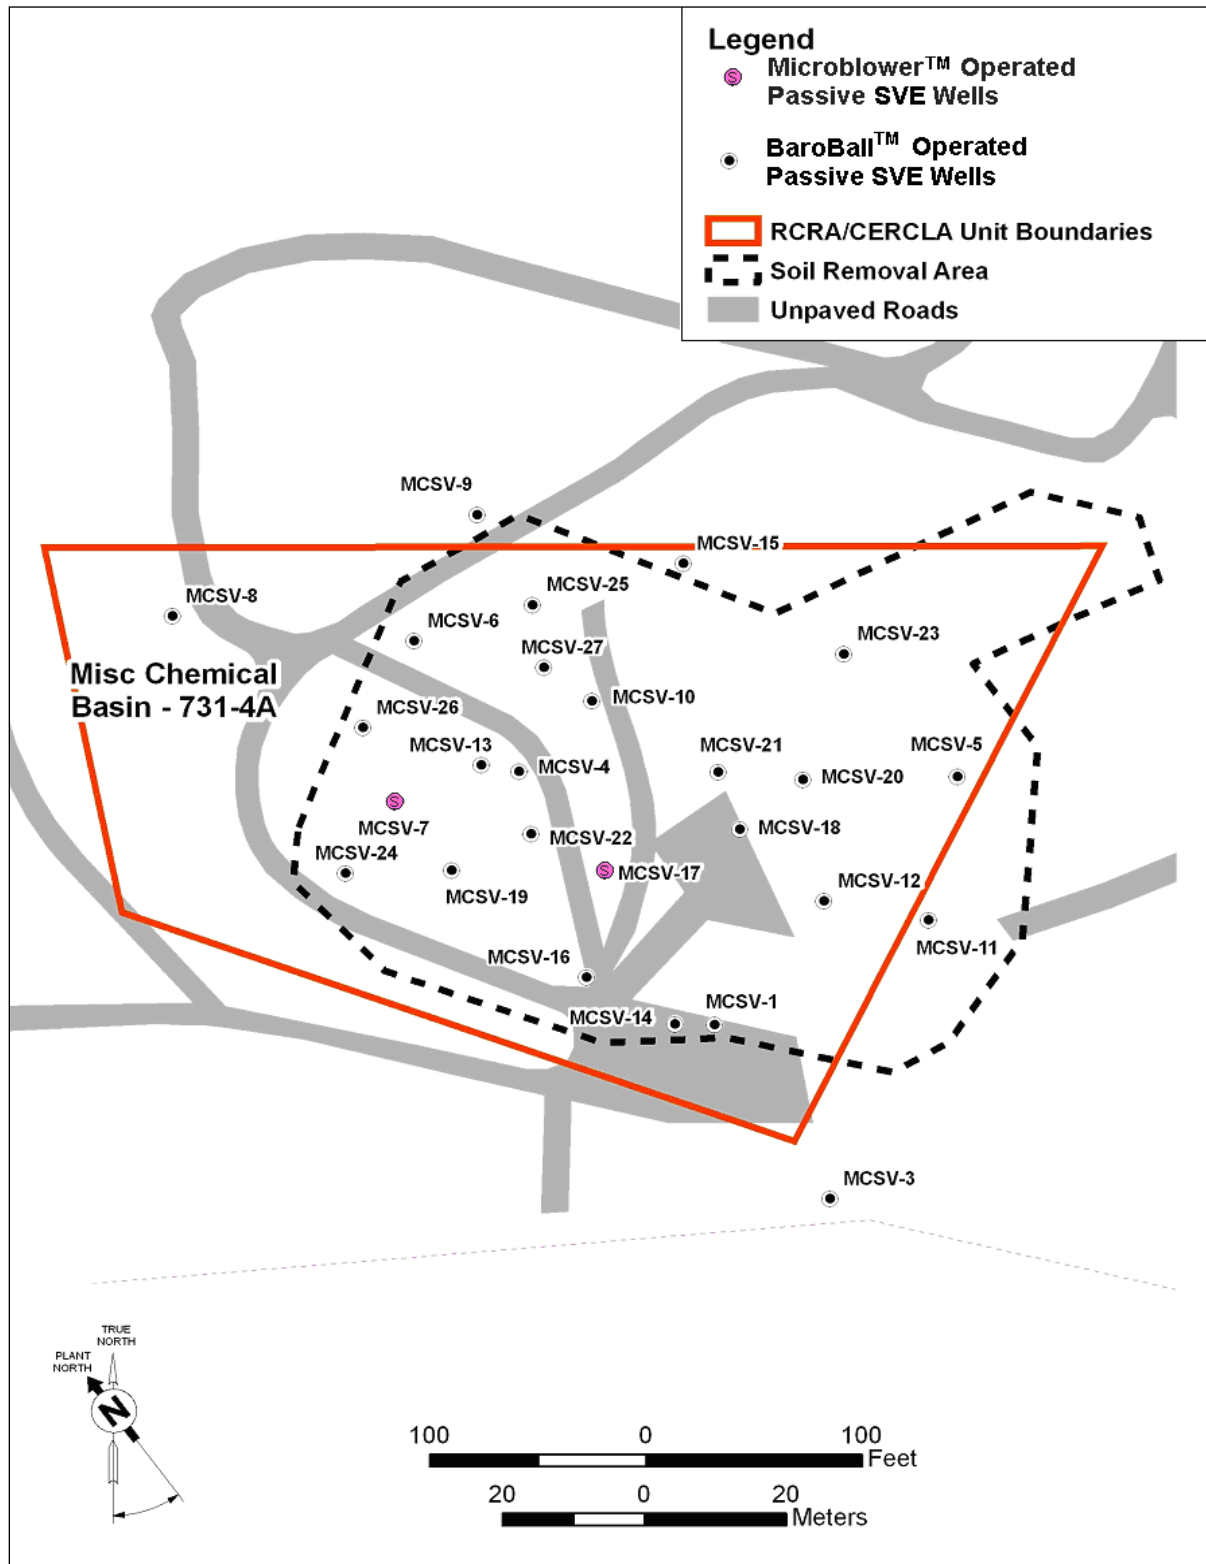 Legend
Microblower™ Operated
Passive SVE Wells
BaroBall™ Operated
Passive SVE Wells
RCRA/CERCLA Unit Boundaries
Soil Removal Area
Unpaved Roads
MCSV-9
MCSV-15
MCSV-25
MCSV-8
MCSV-6
MCSV-23
MCSV-27
Misc Chemical
Basin - 731-4A
MCSV-10
MCSV-26
MCSV-13
MCSV-21
MCSV-5
MCSV-4
MCSV-20
S
MCSV-7
MCSV-18
MCSV-22
MCSV-24
S
MCSV-17
MCSV-12
MCSV-19
MCSV-11
MCSV-16
MCSV-1
MCSV-14
MCSV-3
TRUE
NORTH
PLANT
NORTH
N
100 0 100
Feet
20 0 20
Meters